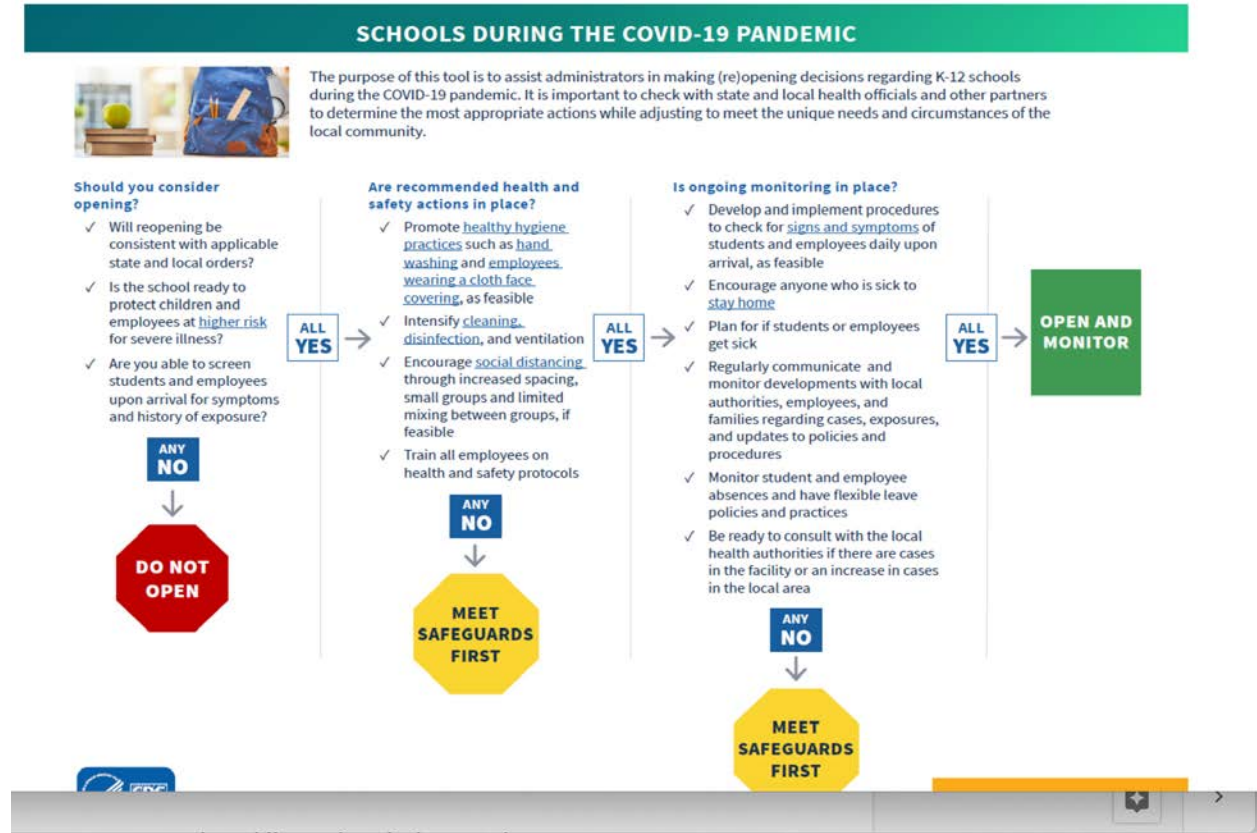 SCHOOLS DURING THE COVID-19 PANDEMIC
The purpose of this tool is to assist administrators in making (re)opening decisions regarding K-12 schools
during the COVID-19 pandemic. It is important to check with state and local health officials and other partners
to determine the most appropriate actions while adjusting to meet the unique needs and circumstances of the
local community.
Should you consider
opening?
✓ Will reopening be
consistent with applicable
state and local orders?
✓ Is the school ready to
protect children and
employees at higher risk
for severe illness?
✓ Are you able to screen
students and employees
upon arrival for symptoms
and history of exposure?
ANY
NO
DO NOT
OPEN
ALL
YES
Are recommended health and
safety actions in place?
✓ Promote healthy hygiene
practices such as hand
washing and employees
wearing a cloth face
covering, as feasible
✓ Intensify cleaning,
disinfection, and ventilation
✓ Encourage social distancing
through increased spacing,
small groups and limited
mixing between groups, if
feasible
✓ Train all employees on
health and safety protocols
ANY
NO
MEET
SAFEGUARDS
FIRST
ALL
YES
Is ongoing monitoring in place?
✓ Develop and implement procedures
to check for signs and symptoms of
students and employees daily upon
arrival, as feasible
✓ Encourage anyone who is sick to
stay home
✓ Plan for if students or employees
get sick
✓ Regularly communicate and
monitor developments with local
authorities, employees, and
families regarding cases, exposures,
and updates to policies and
procedures
✓ Monitor student and employee
absences and have flexible leave
policies and practices
✓ Be ready to consult with the local
health authorities if there are cases
in the facility or an increase in cases
in the local area
ANY
NO
MEET
SAFEGUARDS
FIRST
ALL
YES
OPEN AND
MONITOR